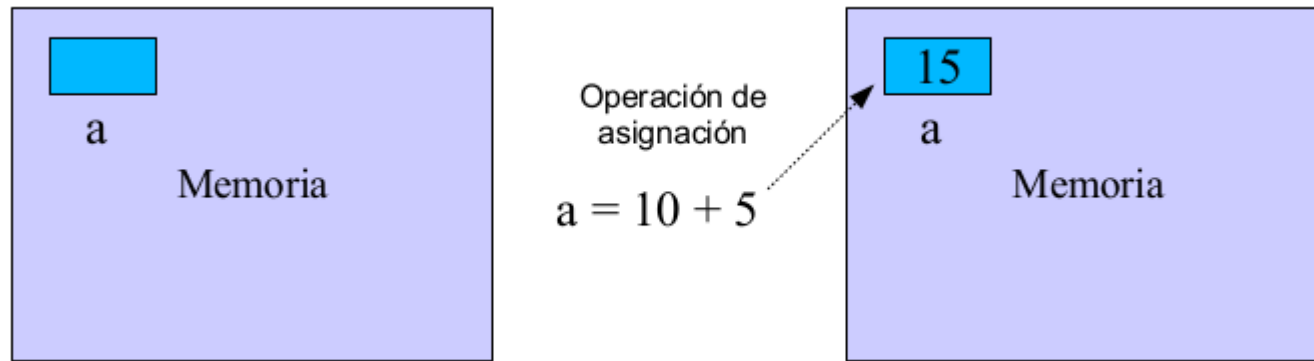 a
Memoria
Operación de
asignación
a = 10 + 5
15
a
Memoria